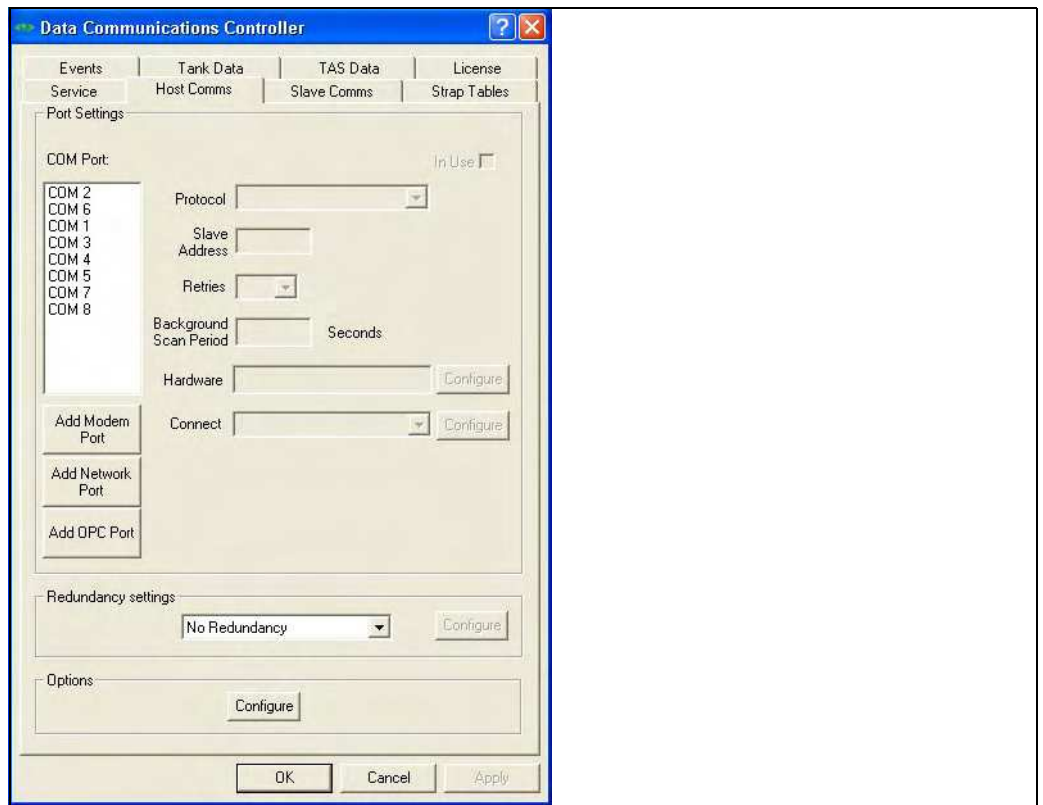 Data Communications Controller
Events Tank Data TAS Data License
Service Host Comms Slave Comms Strap Tables
Port Settings
COM Port:
In Use
COM 2
COM 6
COM 1
COM 3
COM 4
COM 5
COM 7
COM 8
Protocol
Slave
Address
Retries
Background
Scan Period
Seconds
Hardware
Configure
Connect
Configure
Add Modem
Port
Add Network
Port
Add OPC Port
Redundancy settings
No Redundancy
Configure
Options
Configure
OK Cancel Apply